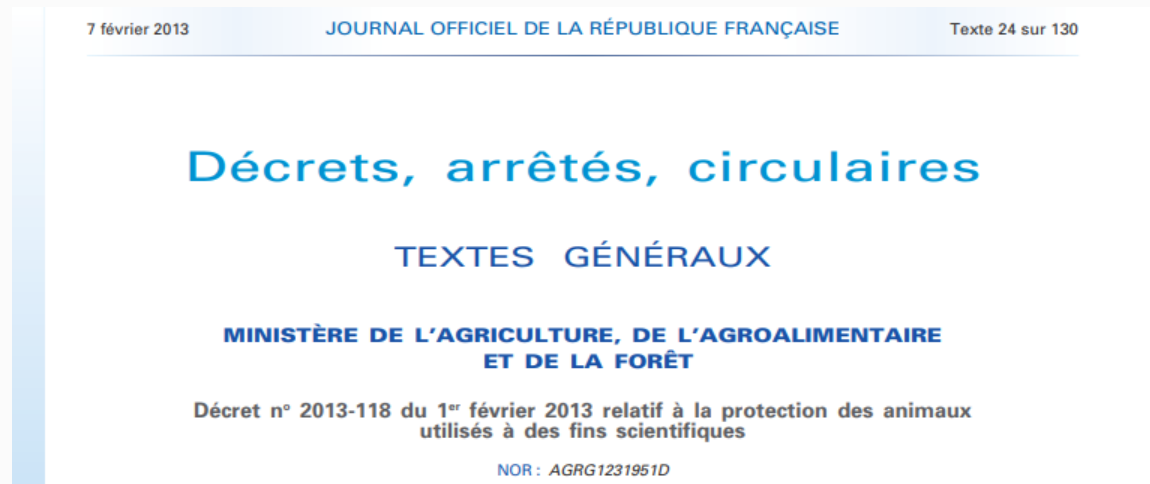 7 février 2013 JOURNAL OFFICIEL DE LA RÉPUBLIQUE FRANÇAISE Texte 24 sur 130
Décrets, arrêtés, circulaires
TEXTES GÉNÉRAUX
MINISTÈRE DE L’AGRICULTURE, DE L’AGROALIMENTAIRE
ET DE LA FORÊT
Décret nº 2013-118 du 1er février 2013 relatif à la protection des animaux
utilisés à des fins scientifiques
NOR : AGRG1231951D